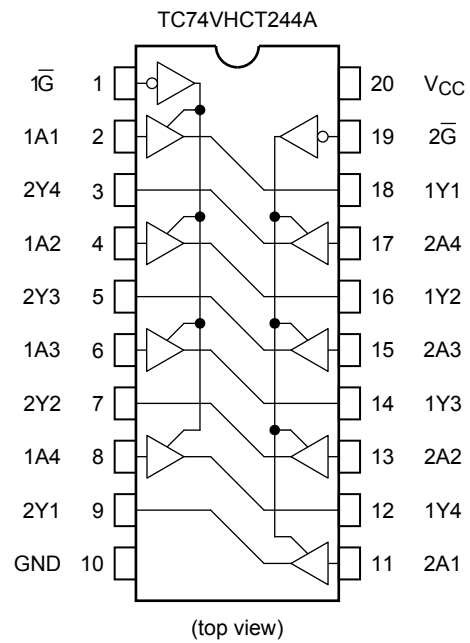 TC74VHCT244A
1G̅ 1 20 VCC
1A1 2 19 2G̅
2Y4 3 18 1Y1
1A2 4 17 2A4
2Y3 5 16 1Y2
1A3 6 15 2A3
2Y2 7 14 1Y3
1A4 8 13 2A2
2Y1 9 12 1Y4
GND 10 11 2A1
(top view)